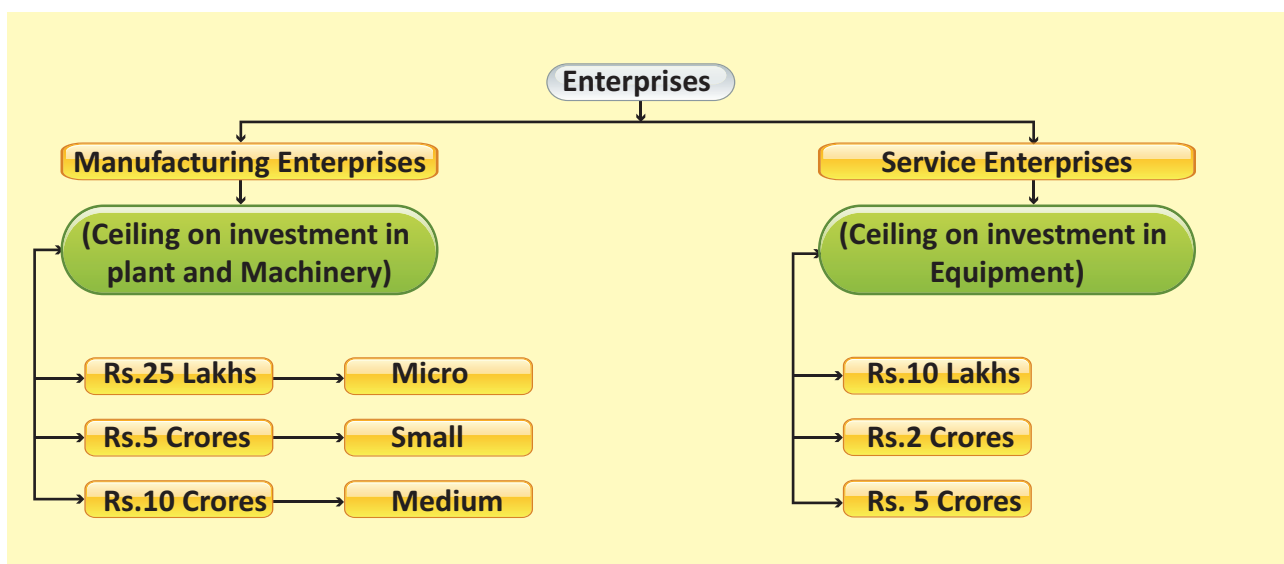 Enterprises
Manufacturing Enterprises
Service Enterprises
(Ceiling on investment in
plant and Machinery)
(Ceiling on investment in
Equipment)
Rs.25 Lakhs
Micro
Rs.10 Lakhs
Rs.5 Crores
Small
Rs.2 Crores
Rs.10 Crores
Medium
Rs. 5 Crores